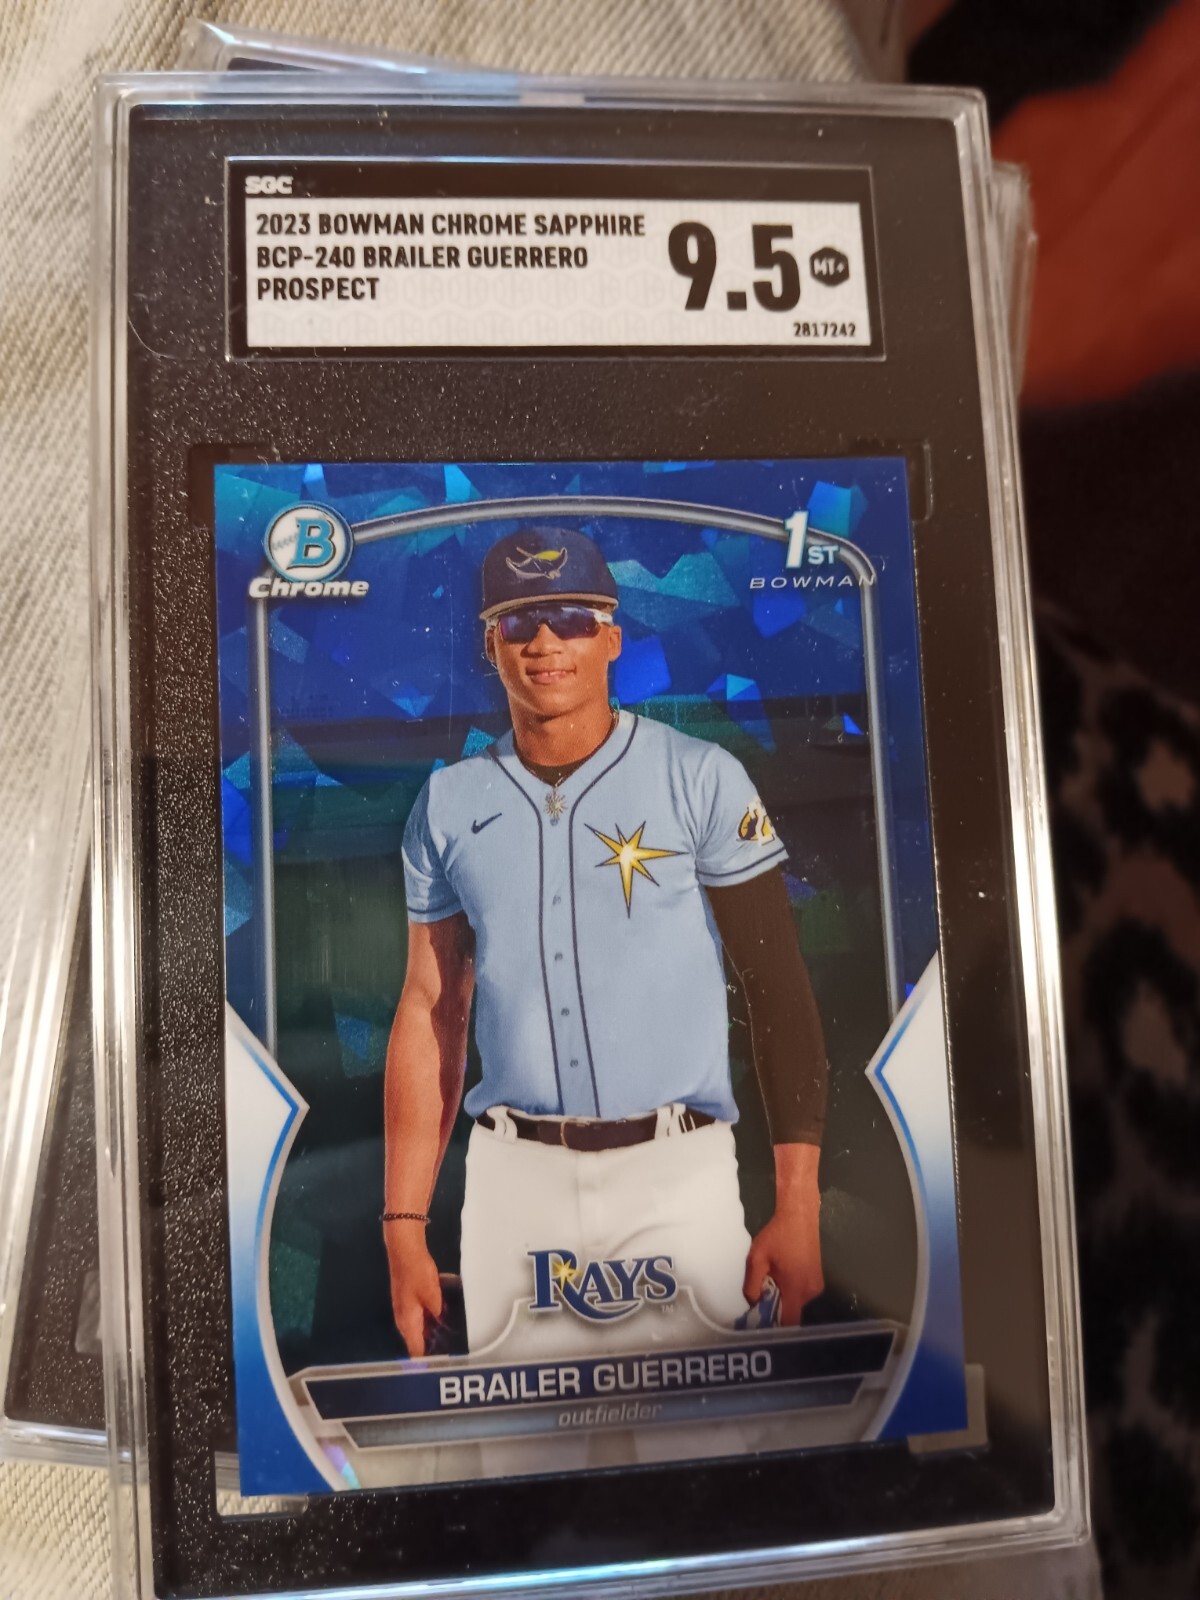 SGC
2023 BOWMAN CHROME SAPPHIRE
BCP-240 BRAILER GUERRERO
PROSPECT
9.5 MT+
2817242
B
Chrome
1ST
BOWMAN
RAYS
TM
BRAILER GUERRERO
outfielder